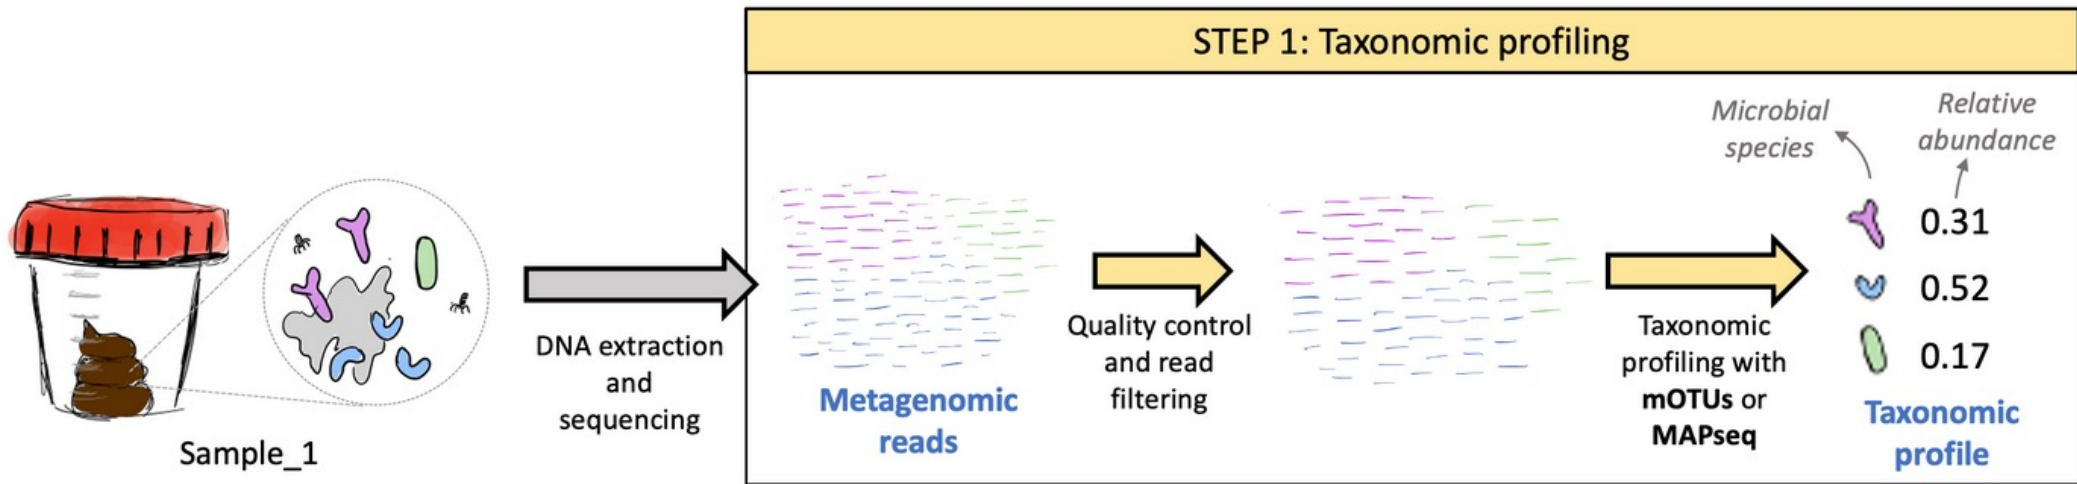 STEP 1: Taxonomic profiling
Microbial
species
Relative
abundance
0.31
0.52
0.17
DNA extraction
and
sequencing
Quality control
and read
filtering
Taxonomic
profiling with
mOTUs or
MAPseq
Metagenomic
reads
Taxonomic
profile
Sample_1